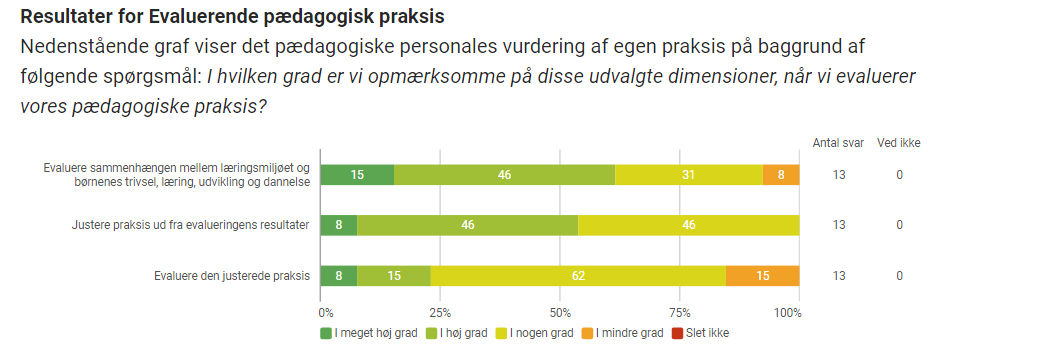 Resultater for Evaluerende pædagogisk praksis
Nedenstående graf viser det pædagogiske personales vurdering af egen praksis på baggrund af
følgende spørgsmål: I hvilken grad er vi opmærksomme på disse udvalgte dimensioner, når vi evaluerer
vores pædagogiske praksis?
Antal svar Ved ikke
Evaluere sammenhængen mellem læringsmiljøet og
børnenes trivsel, læring, udvikling og dannelse
15 46 31 8 13 0
Justere praksis ud fra evalueringens resultater 8 46 46 13 0
Evaluere den justerede praksis 8 15 62 15 13 0
0% 25% 50% 75% 100%
I meget høj grad I høj grad I nogen grad I mindre grad Slet ikke